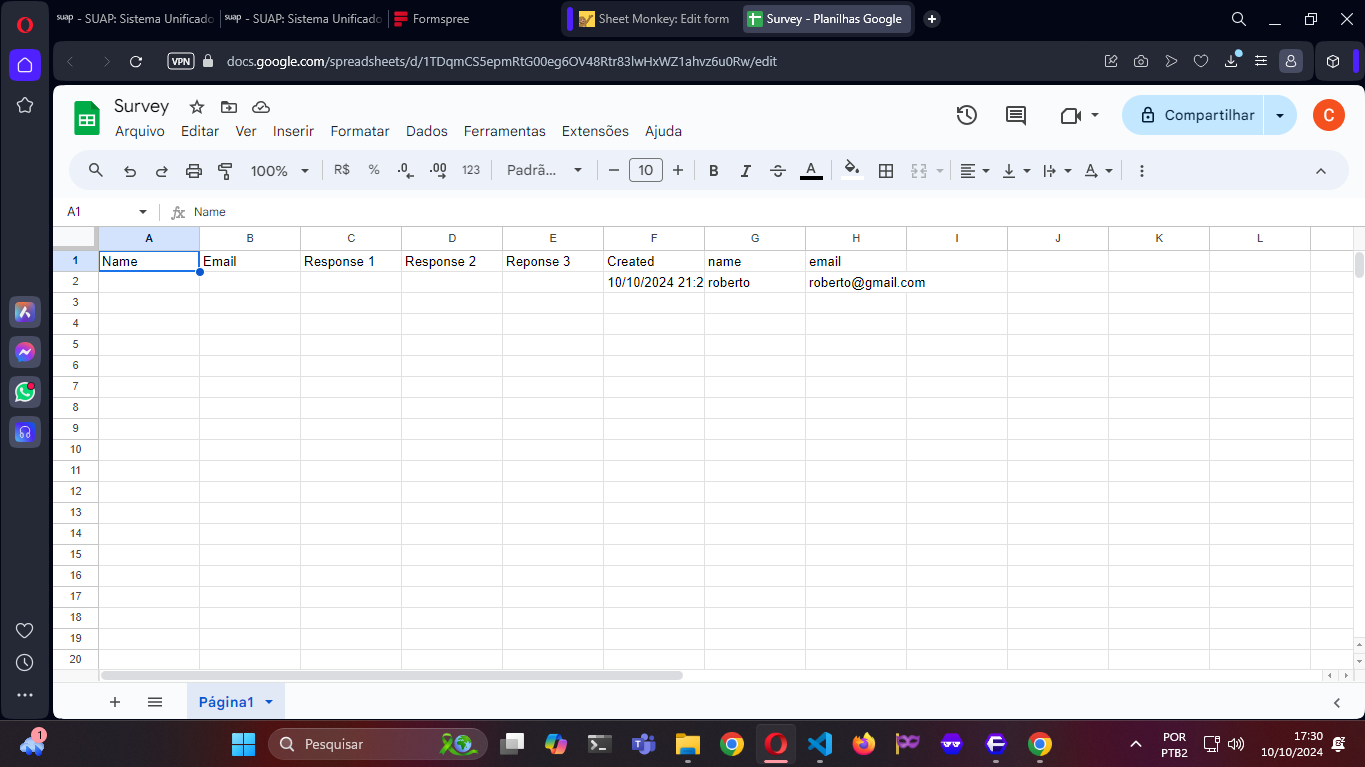 suap - SUAP: Sistema Unificado suap - SUAP: Sistema Unificado Formspree Sheet Monkey: Edit form Survey - Planilhas Google
VPN docs.google.com/spreadsheets/d/1TDqmCS5epmRtG00eg6OV48Rtr83lwHxWZ1ahvz6u0Rw/edit
Survey
Arquivo Editar Ver Inserir Formatar Dados Ferramentas Extensões Ajuda
Compartilhar C
100% R$ % .0 .00 123 Padrã... 10 B I S A A
A1 fx Name
A B C D E F G H I J K L
1 Name Email Response 1 Response 2 Reponse 3 Created name email
2 10/10/2024 21:2 roberto roberto@gmail.com
3
4
5
6
7
8
9
10
11
12
13
14
15
16
17
18
19
20
Página1
1 Pesquisar POR 17:30
PTB2 10/10/2024